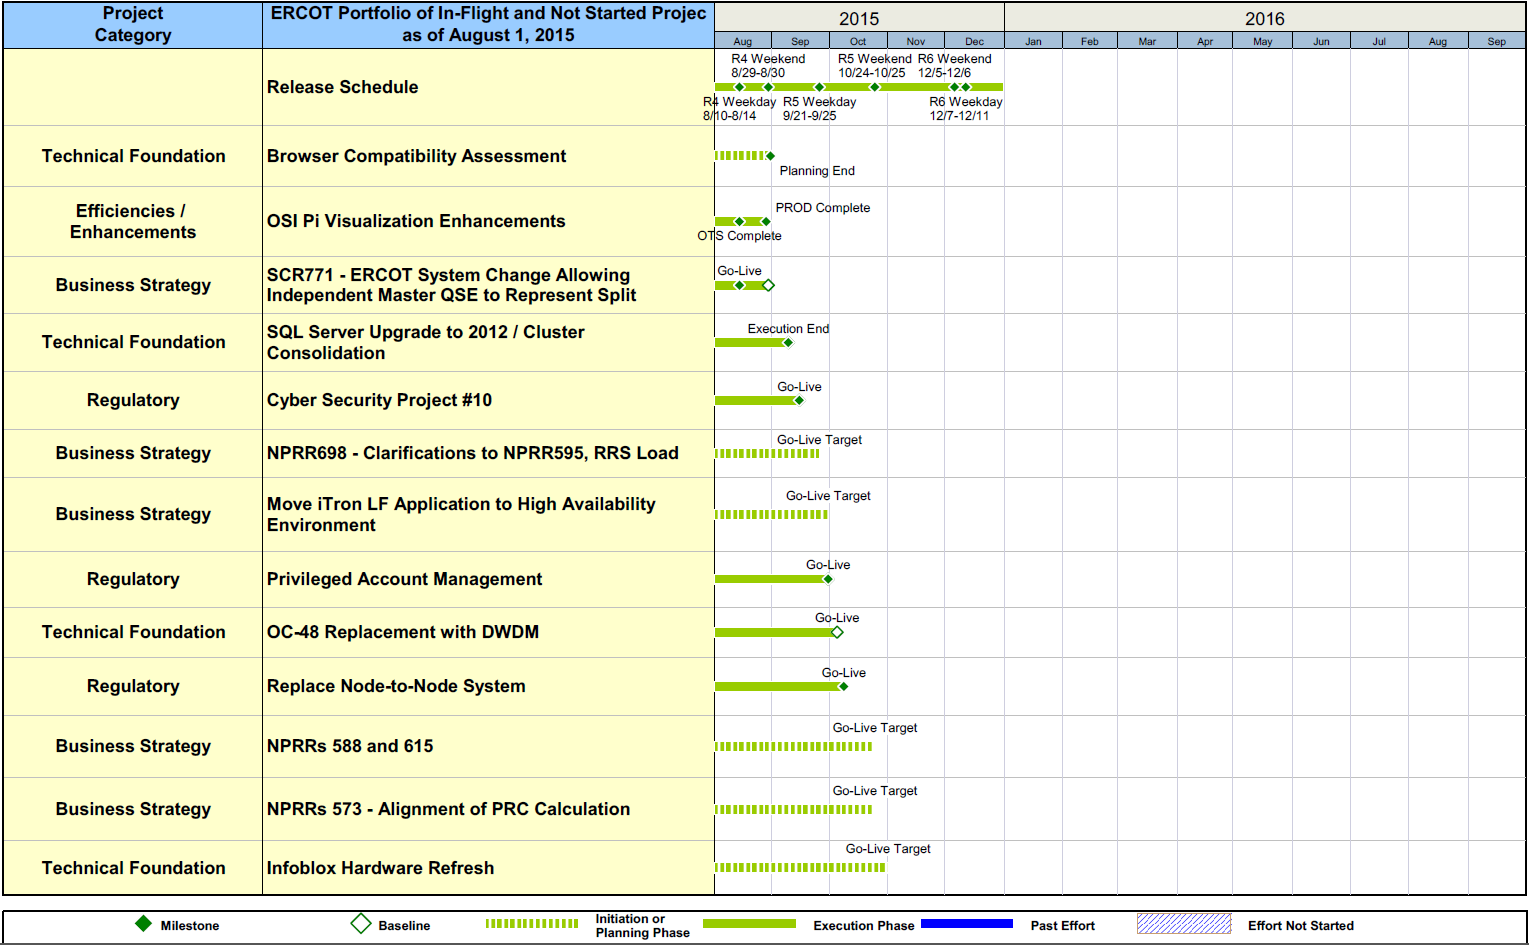 Project
Category
ERCOT Portfolio of In-Flight and Not Started Projec
as of August 1, 2015
2015
2016
Aug Sep Oct Nov Dec Jan Feb Mar Apr May Jun Jul Aug Sep
Release Schedule
R4 Weekend
8/29-8/30
R5 Weekend
10/24-10/25
R6 Weekend
12/5-12/6
R4 Weekday
8/10-8/14
R5 Weekday
9/21-9/25
R6 Weekday
12/7-12/11
Technical Foundation
Browser Compatibility Assessment
Planning End
Efficiencies /
Enhancements
OSI Pi Visualization Enhancements
PROD Complete
OTS Complete
Business Strategy
SCR771 - ERCOT System Change Allowing
Independent Master QSE to Represent Split
Go-Live
Technical Foundation
SQL Server Upgrade to 2012 / Cluster
Consolidation
Execution End
Regulatory
Cyber Security Project #10
Go-Live
Business Strategy
NPRR698 - Clarifications to NPRR595, RRS Load
Go-Live Target
Business Strategy
Move iTron LF Application to High Availability
Environment
Go-Live Target
Regulatory
Privileged Account Management
Go-Live
Technical Foundation
OC-48 Replacement with DWDM
Go-Live
Regulatory
Replace Node-to-Node System
Go-Live
Business Strategy
NPRRs 588 and 615
Go-Live Target
Business Strategy
NPRRs 573 - Alignment of PRC Calculation
Go-Live Target
Technical Foundation
Infoblox Hardware Refresh
Go-Live Target
Milestone
Baseline
Initiation or
Planning Phase
Execution Phase
Past Effort
Effort Not Started